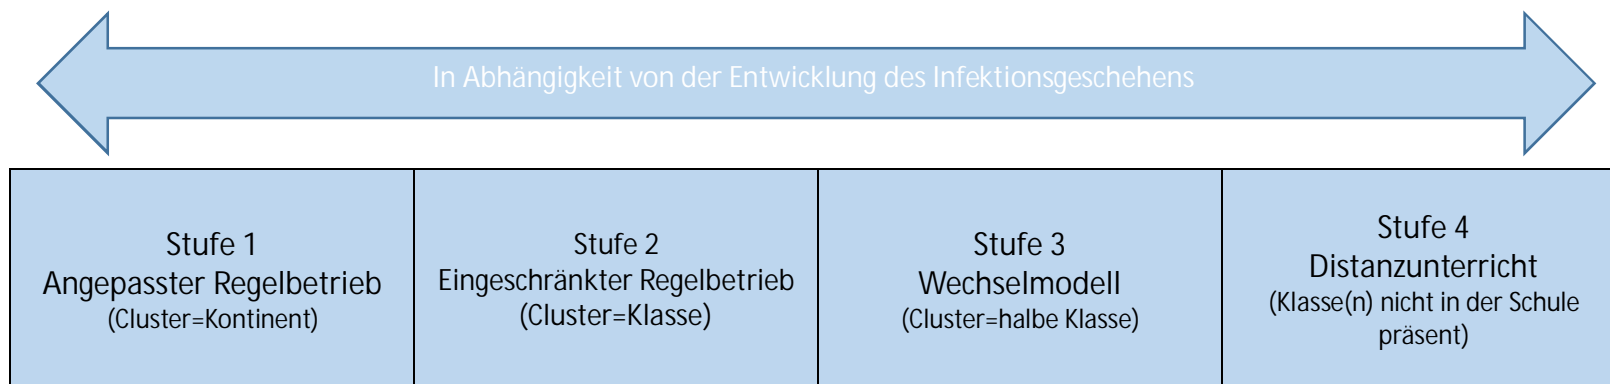 In Abhängigkeit von der Entwicklung des Infektionsgeschehens
Stufe 1
Angepasster Regelbetrieb
(Cluster=Kontinent)
Stufe 2
Eingeschränkter Regelbetrieb
(Cluster=Klasse)
Stufe 3
Wechselmodell
(Cluster=halbe Klasse)
Stufe 4
Distanzunterricht
(Klasse(n) nicht in der Schule
präsent)